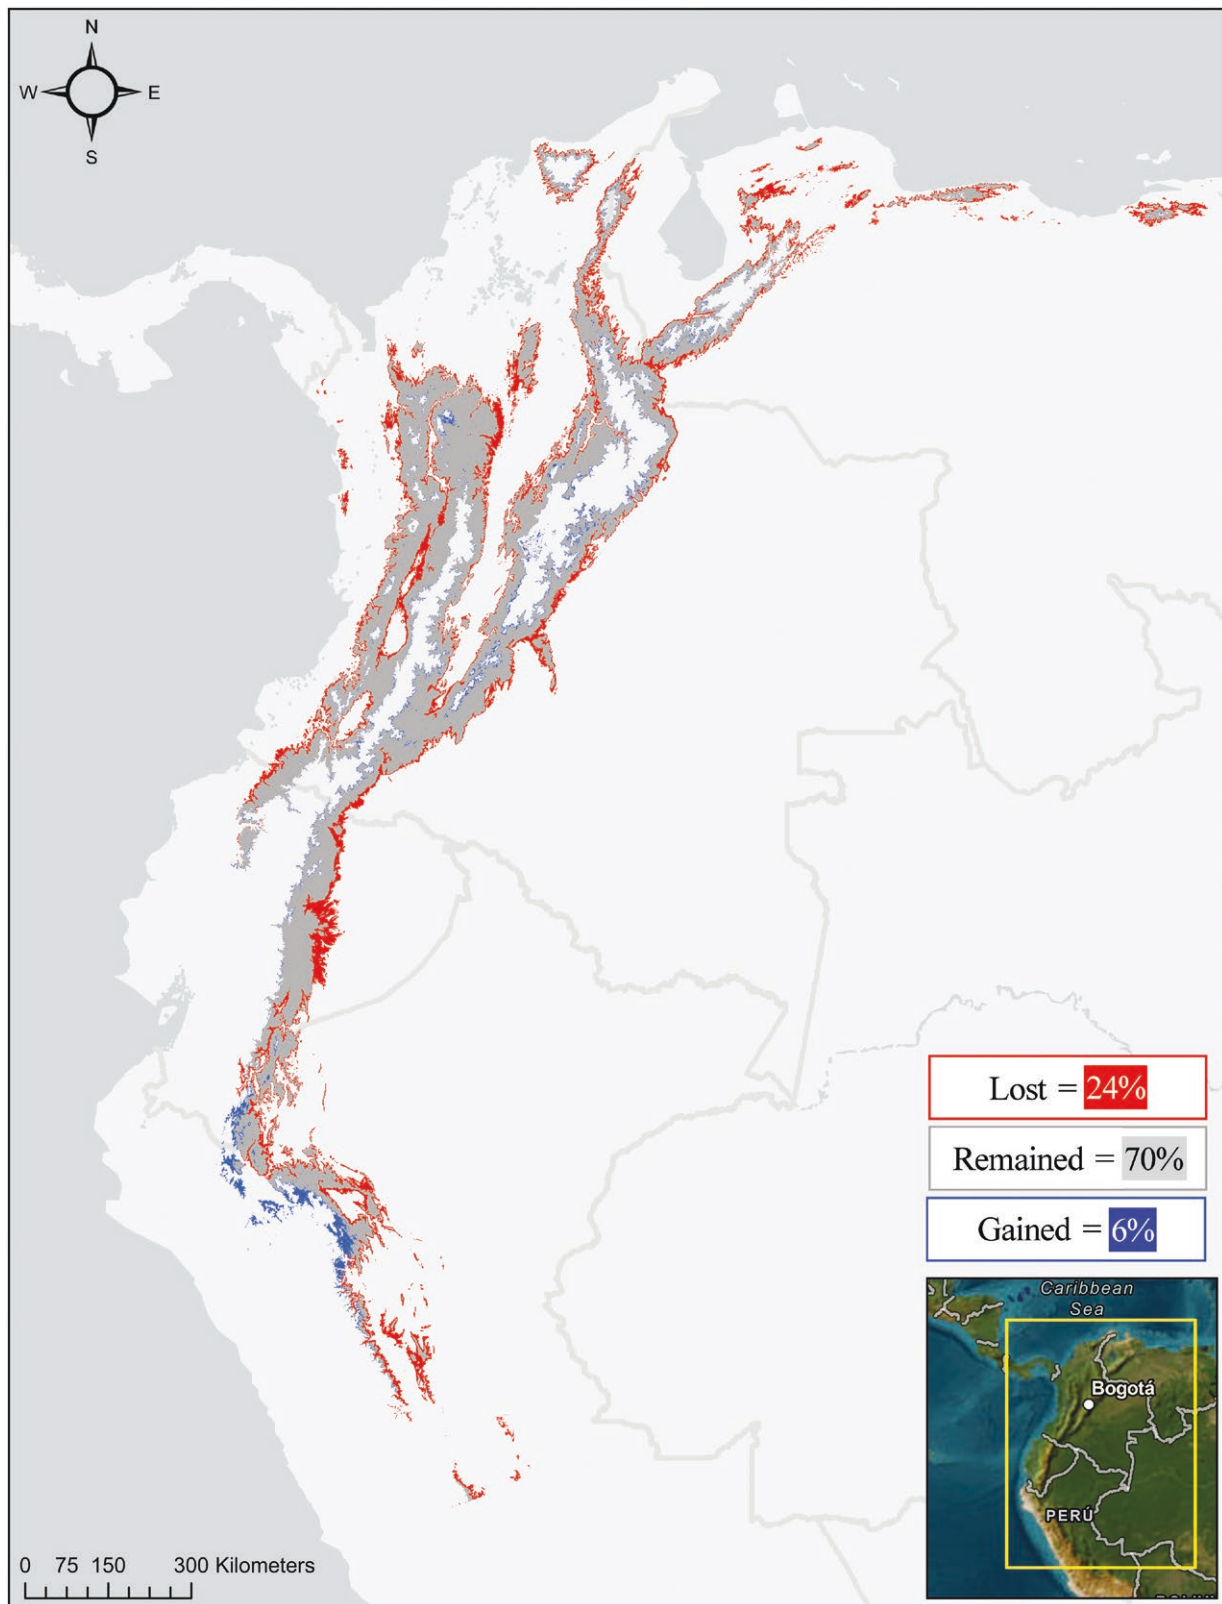 N
W E
S
Lost = 24%
Remained = 70%
Gained = 6%
Caribbean
Sea
Bogotá
PERÚ
0 75 150 300 Kilometers